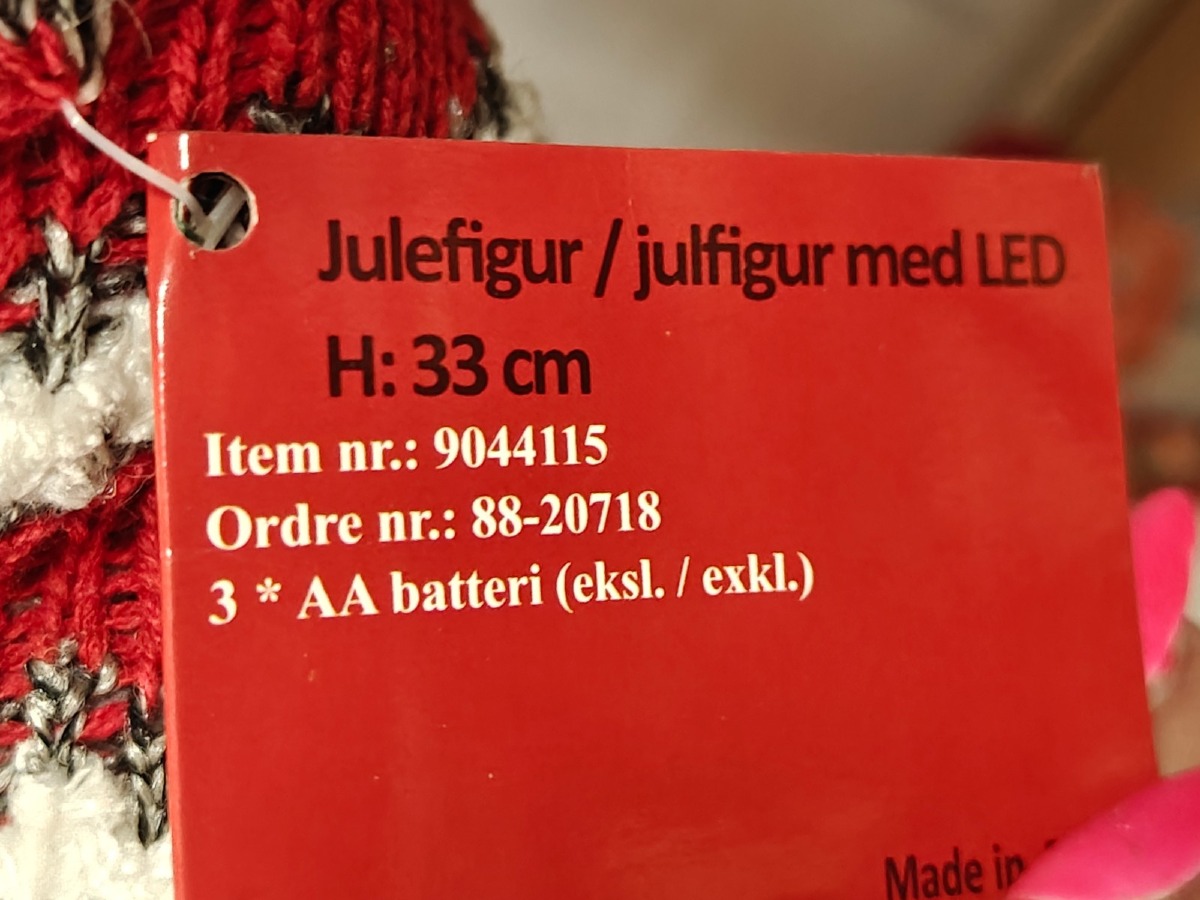 Julefigur / julfigur med LED
H: 33 cm
Item nr.: 9044115
Ordre nr.: 88-20718
3 * AA batteri (eksl. / exkl.)
Made in